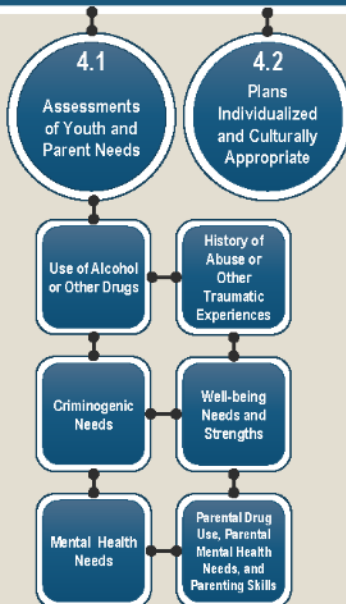 4.1
Assessments
of Youth and
Parent Needs
4.2
Plans
Individualized
and Culturally
Appropriate
Use of Alcohol
or Other Drugs
History of
Abuse or
Other
Traumatic
Experiences
Criminogenic
Needs
Well-being
Needs and
Strengths
Mental Health
Needs
Parental Drug
Use, Parental
Mental Health
Needs, and
Parenting Skills